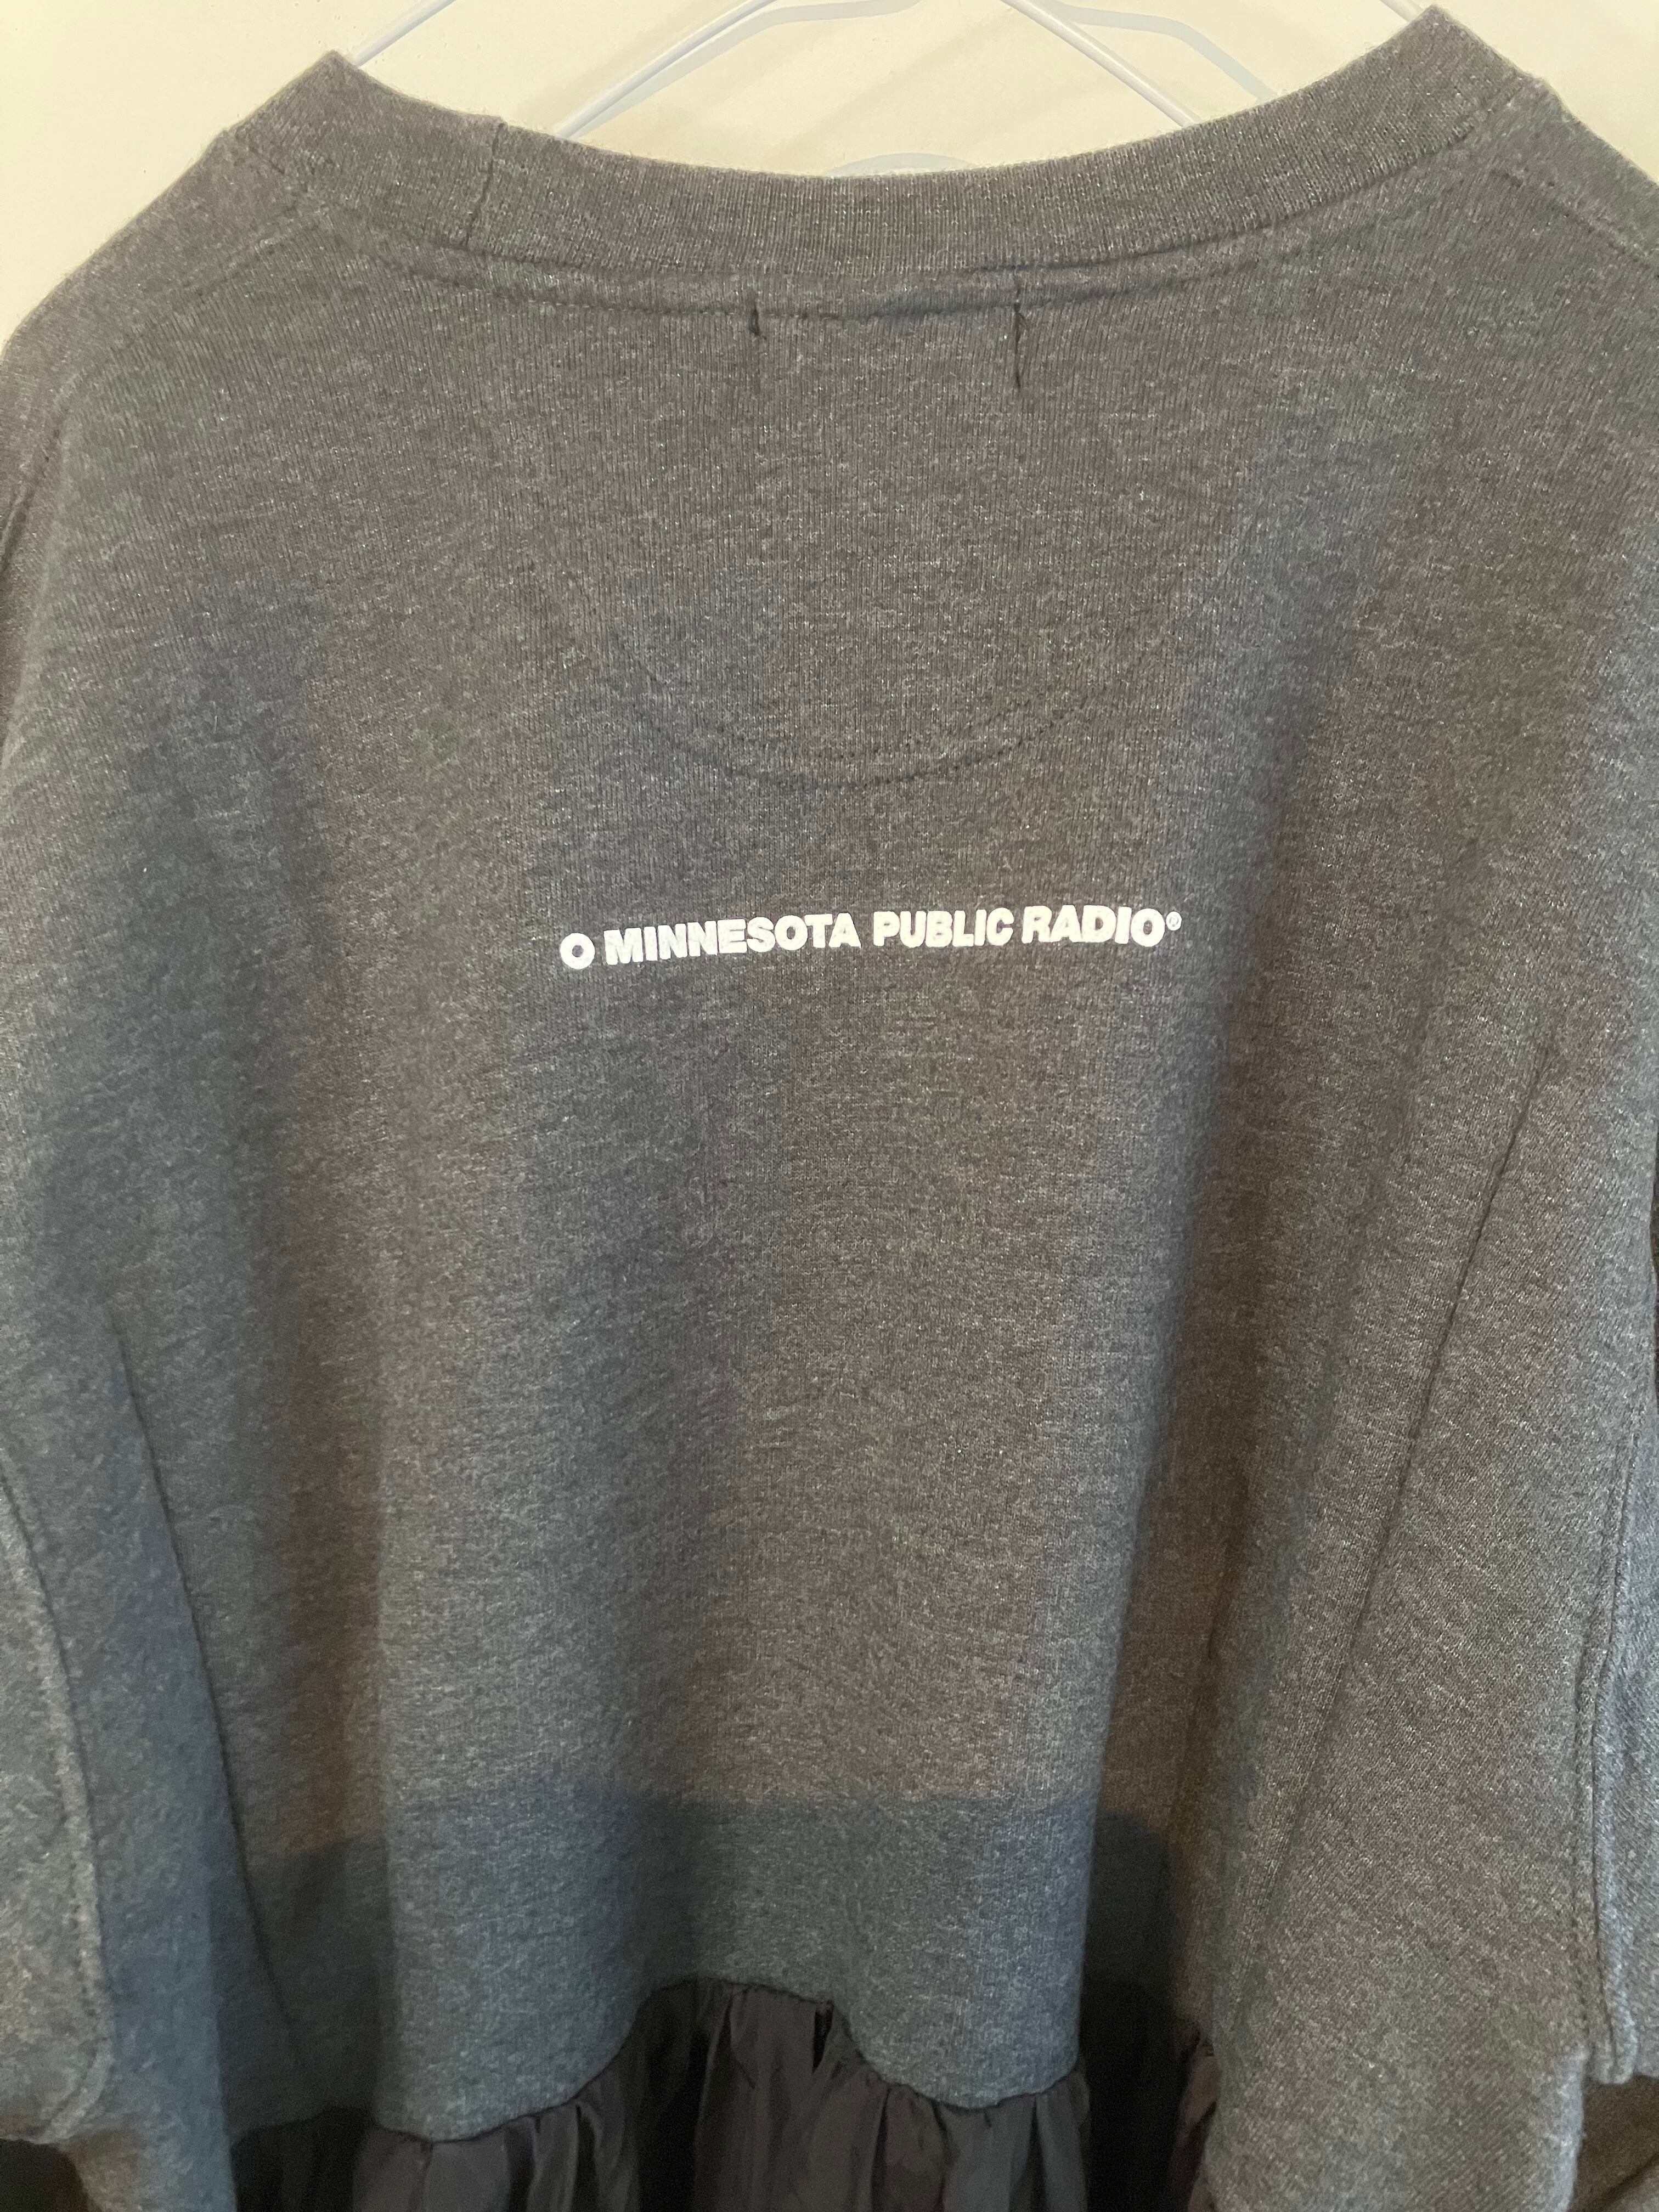 O MINNESOTA PUBLIC RADIO®